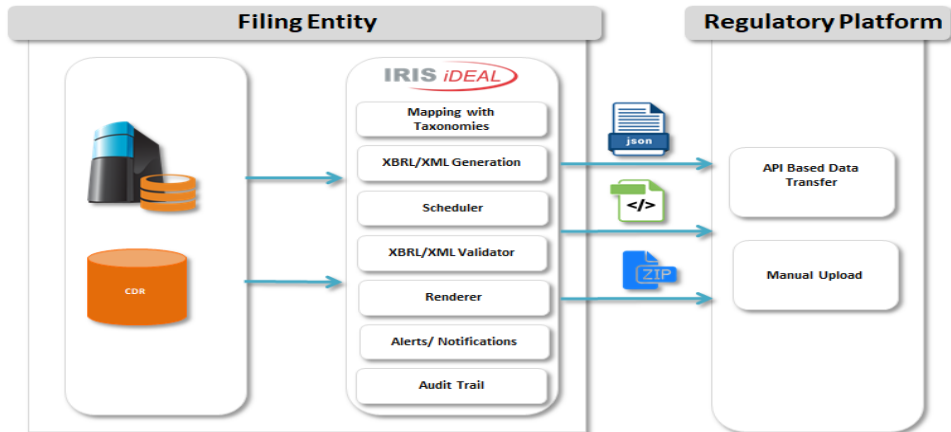 Filing Entity
Regulatory Platform
CDR
IRIS iDEAL
Mapping with
Taxonomies
XBRL/XML Generation
Scheduler
XBRL/XML Validator
Renderer
Alerts/ Notifications
Audit Trail
json
</>
ZIP
API Based Data
Transfer
Manual Upload